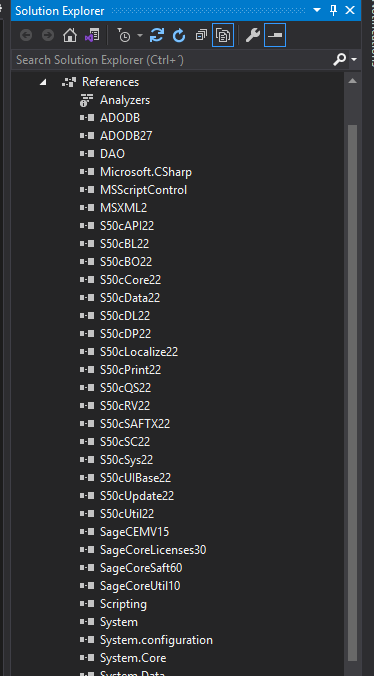 Solution Explorer
Search Solution Explorer (Ctrl+´)
References
Analyzers
ADODB
ADODB27
DAO
Microsoft.CSharp
MSScriptControl
MSXML2
S50cAPI22
S50cBL22
S50cBO22
S50cCore22
S50cData22
S50cDL22
S50cDP22
S50cLocalize22
S50cPrint22
S50cQS22
S50cRV22
S50cSAFTX22
S50cSC22
S50cSys22
S50cUIBase22
S50cUpdate22
S50cUtil22
SageCEMV15
SageCoreLicenses30
SageCoreSaft60
SageCoreUtil10
Scripting
System
System.configuration
System.Core
System.Data